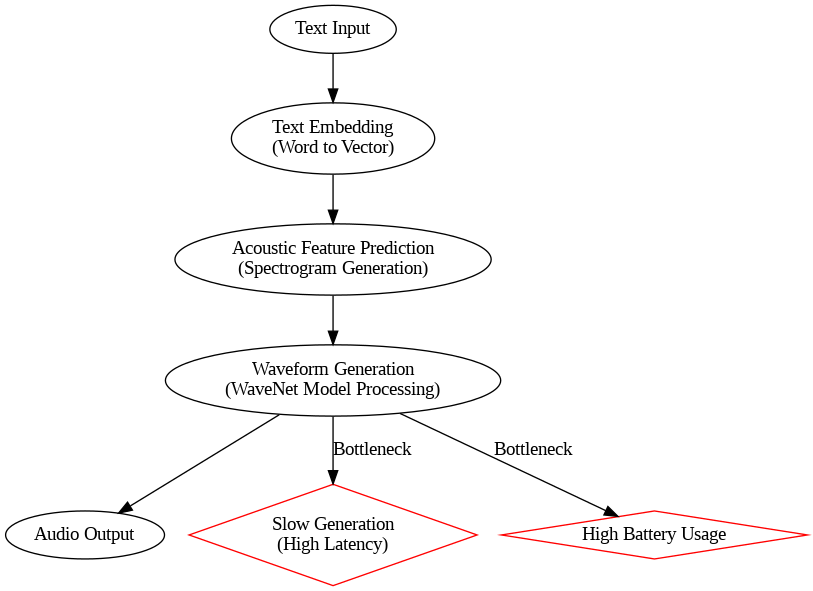 Text Input
Text Embedding
(Word to Vector)
Acoustic Feature Prediction
(Spectrogram Generation)
Waveform Generation
(WaveNet Model Processing)
Bottleneck
Bottleneck
Audio Output
Slow Generation
(High Latency)
High Battery Usage